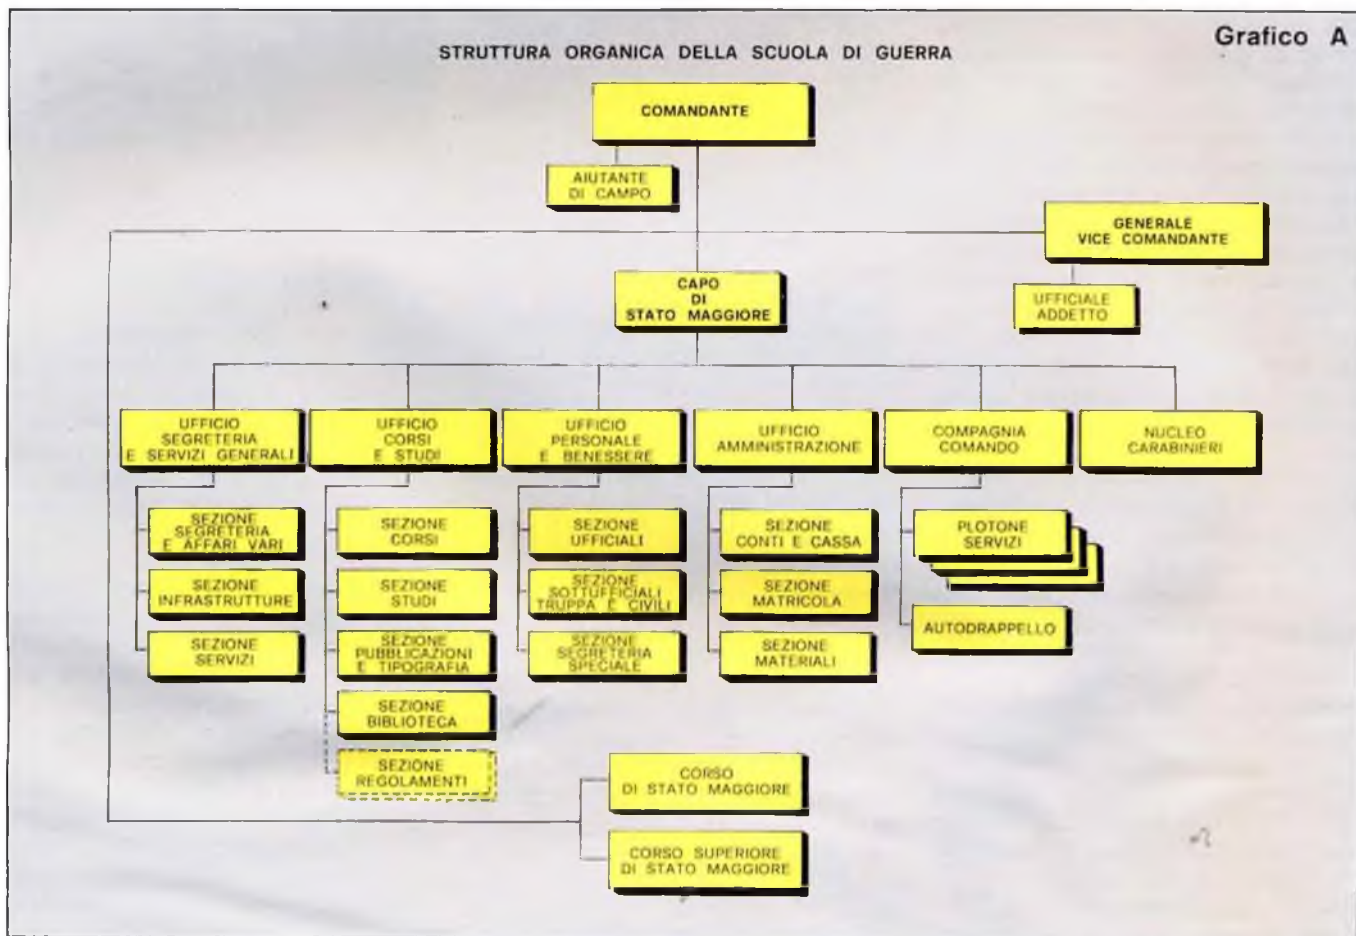 Grafico A
STRUTTURA ORGANICA DELLA SCUOLA DI GUERRA
COMANDANTE
AIUTANTE
DI CAMPO
GENERALE
VICE COMANDANTE
CAPO
DI
STATO MAGGIORE
UFFICIALE
ADDETTO
UFFICIO
SEGRETERIA
E SERVIZI GENERALI
UFFICIO
CORSI
E STUDI
UFFICIO
PERSONALE
E BENESSERE
UFFICIO
AMMINISTRAZIONE
COMPAGNIA
COMANDO
NUCLEO
CARABINIERI
SEZIONE
SEGRETERIA
E AFFARI VARI
SEZIONE
INFRASTRUTTURE
SEZIONE
SERVIZI
SEZIONE
CORSI
SEZIONE
STUDI
SEZIONE
PUBBLICAZIONI
E TIPOGRAFIA
SEZIONE
BIBLIOTECA
SEZIONE
REGOLAMENTI
SEZIONE
UFFICIALI
SEZIONE
SOTTUFFICIALI
TRUPPA E CIVILI
SEZIONE
SEGRETERIA
SPECIALE
SEZIONE
CONTI E CASSA
SEZIONE
MATRICOLA
SEZIONE
MATERIALI
PLOTONE
SERVIZI
AUTODRAPPELLO
CORSO
DI STATO MAGGIORE
CORSO SUPERIORE
DI STATO MAGGIORE